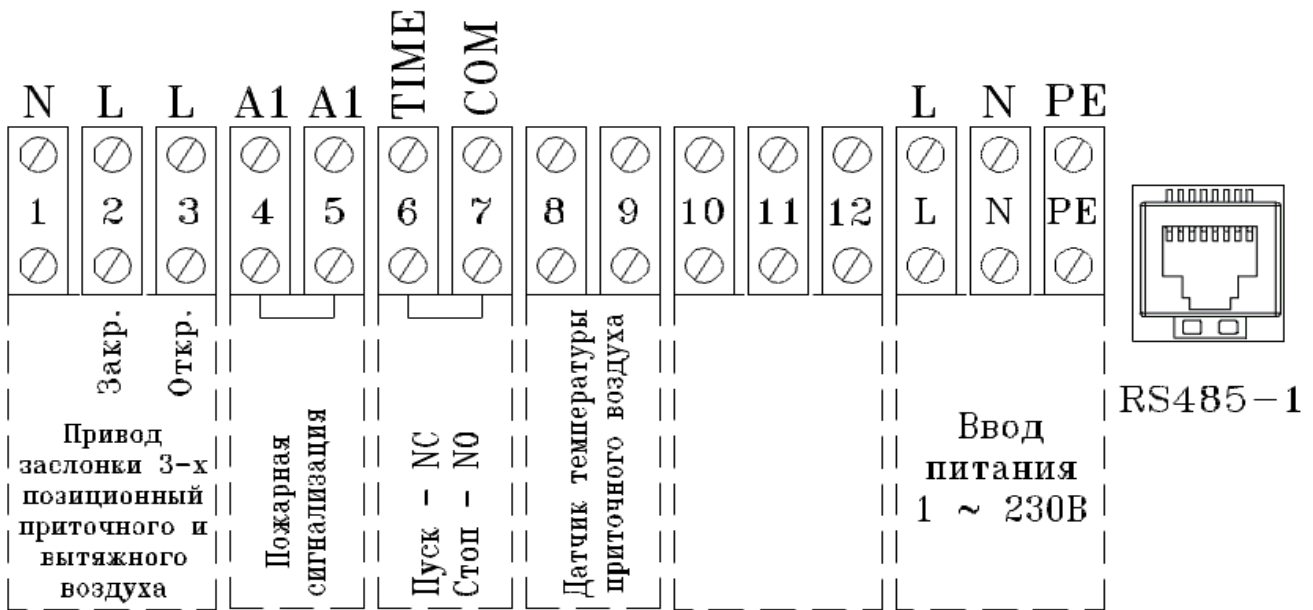 N L L A1 A1 TIME COM L N PE
1 2 3 4 5 6 7 8 9 10 11 12 L N PE
Закр.
Откр.
Привод
заслонки 3-х
позиционный
приточного и
вытяжного
воздуха
Пожарная
сигнализация
Пуск - NC
Стоп - NO
Датчик температуры
приточного воздуха
Ввод
питания
1 ~ 230В
RS485-1